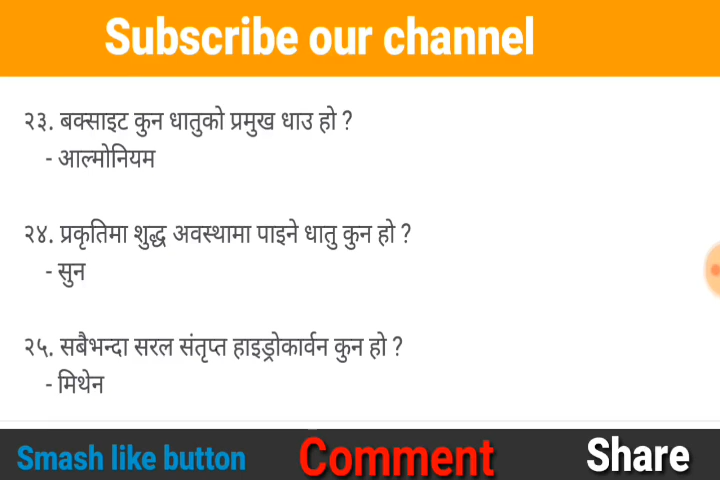 Subscribe our channel
२३. बक्साइट कुन धातुको प्रमुख धाउ हो ?
- आल्मोनियम
२४. प्रकृतिमा शुद्ध अवस्थामा पाइने धातु कुन हो ?
- सुन
२५. सबैभन्दा सरल संतृप्त हाइड्रोकार्वन कुन हो ?
- मिथेन
Smash like button Comment Share